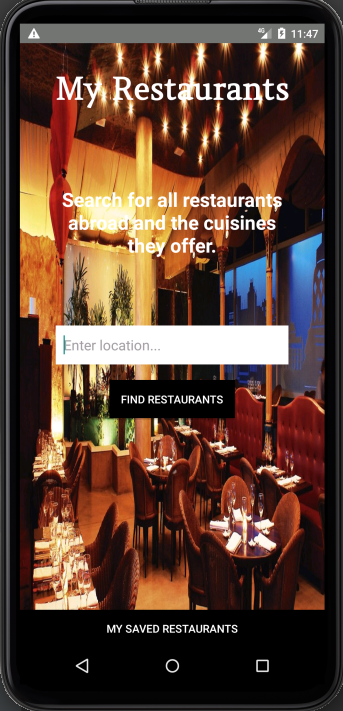 4G 11:47
My Restaurants
Search for all restaurants
abroad and the cuisines
they offer.
Enter location...
FIND RESTAURANTS
MY SAVED RESTAURANTS